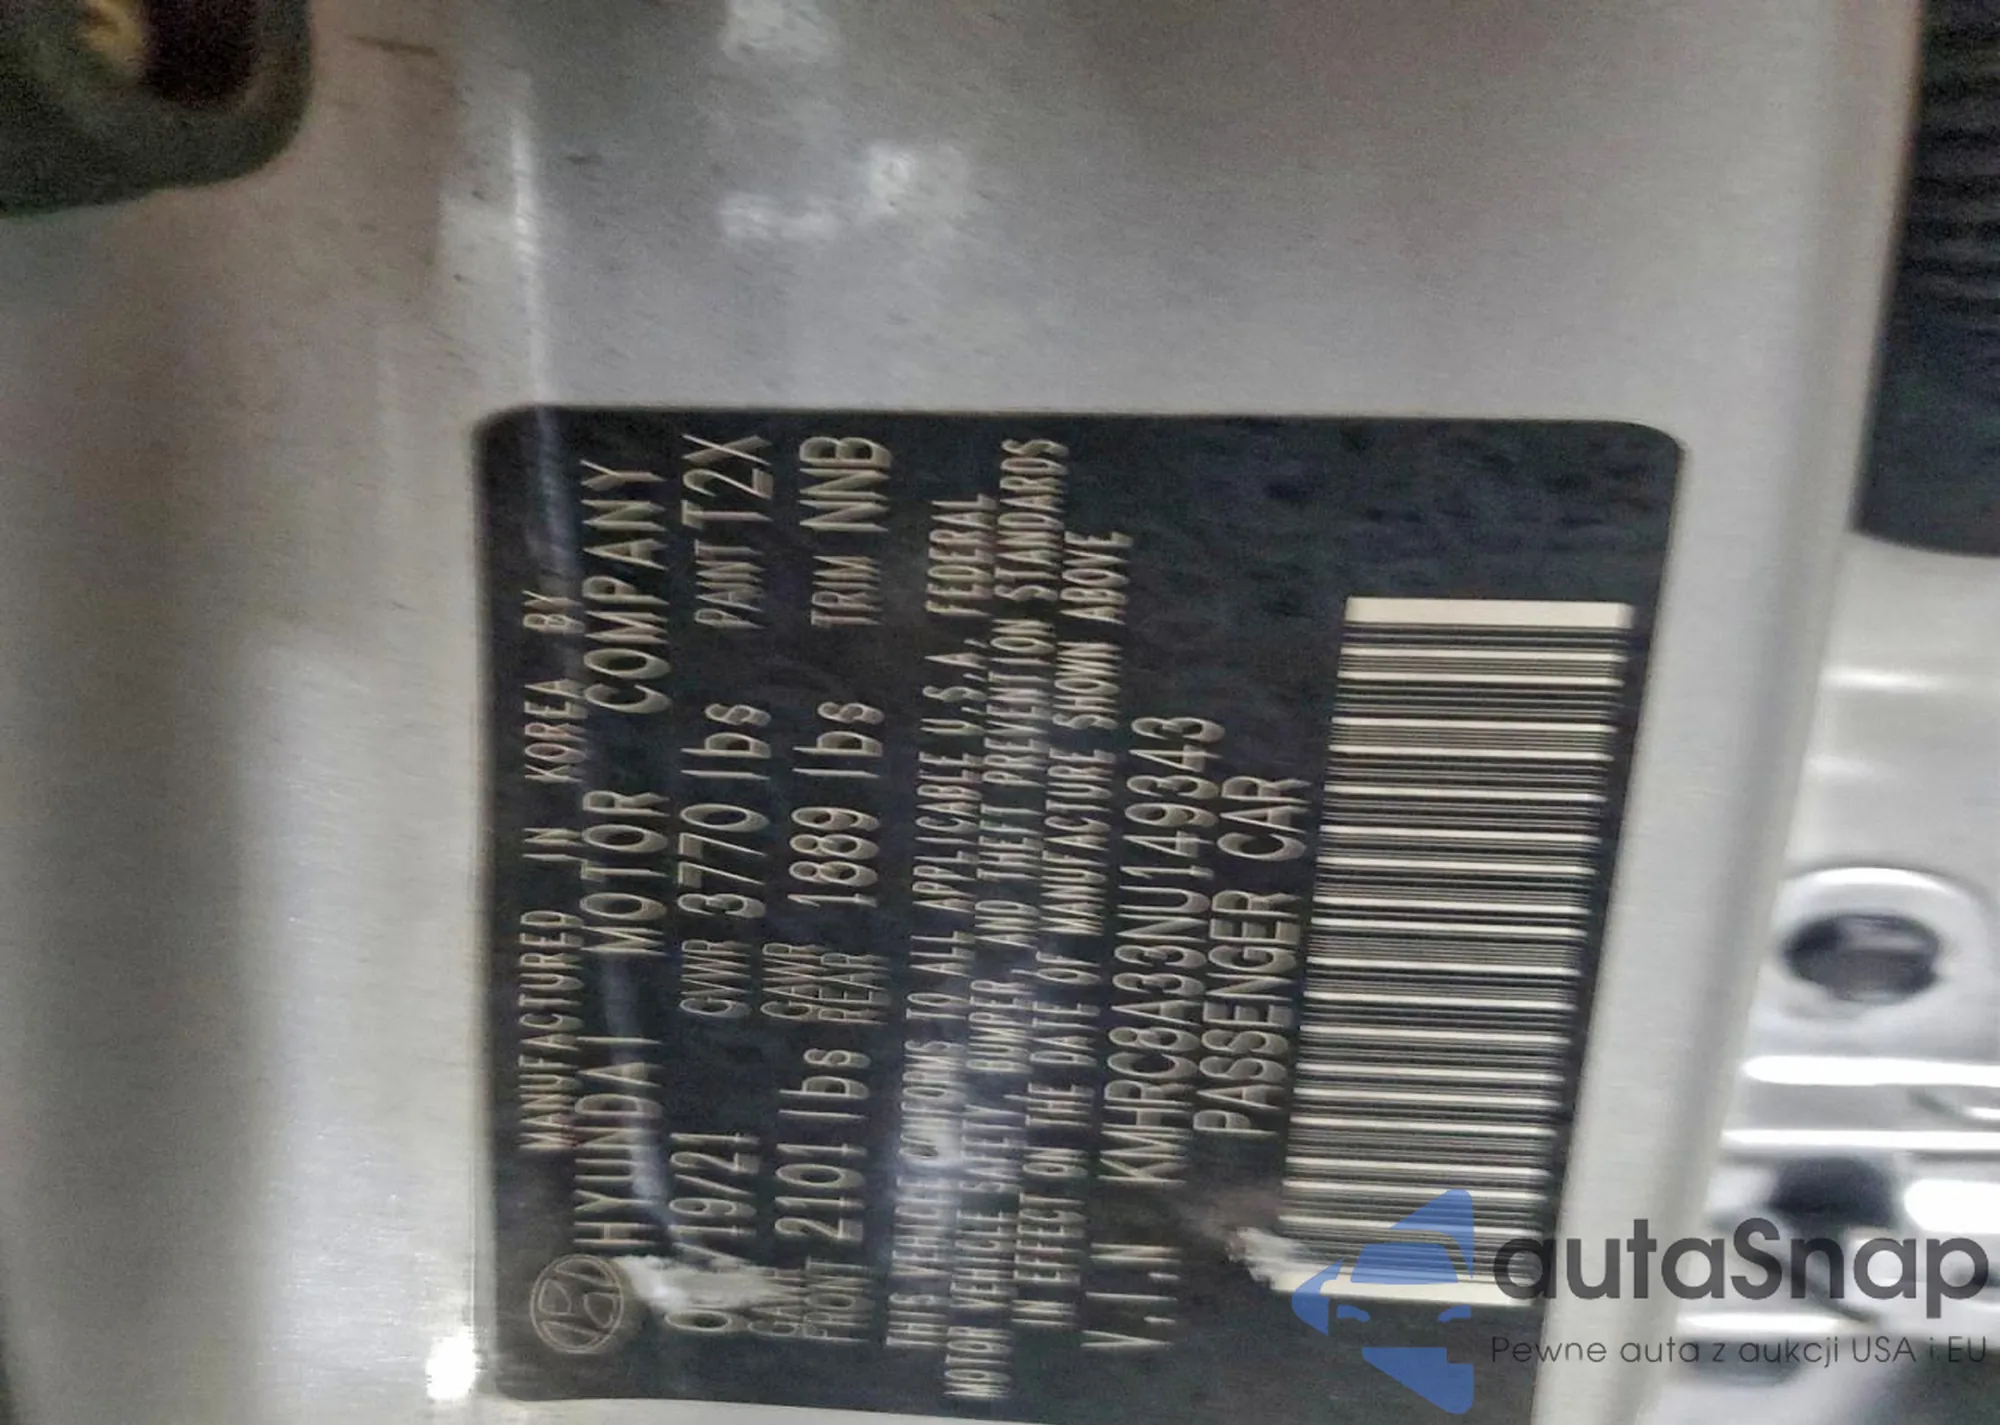 MANUFACTURED IN KOREA BY
HYUNDAI MOTOR COMPANY
19/21 GVWR 3770 lbs PAINT T2X
GAWR FRONT 2101 lbs GAWR REAR 1889 lbs TRIM NNB
THIS VEHICLE CONFORMS TO ALL APPLICABLE U.S.A. FEDERAL
MOTOR VEHICLE SAFETY, BUMPER, AND THEFT PREVENTION STANDARDS
IN EFFECT ON THE DATE OF MANUFACTURE SHOWN ABOVE
V.I.N KMHRC8A33NU149343
PASSENGER CAR
autaSnap
Pewne auta z aukcji USA i EU